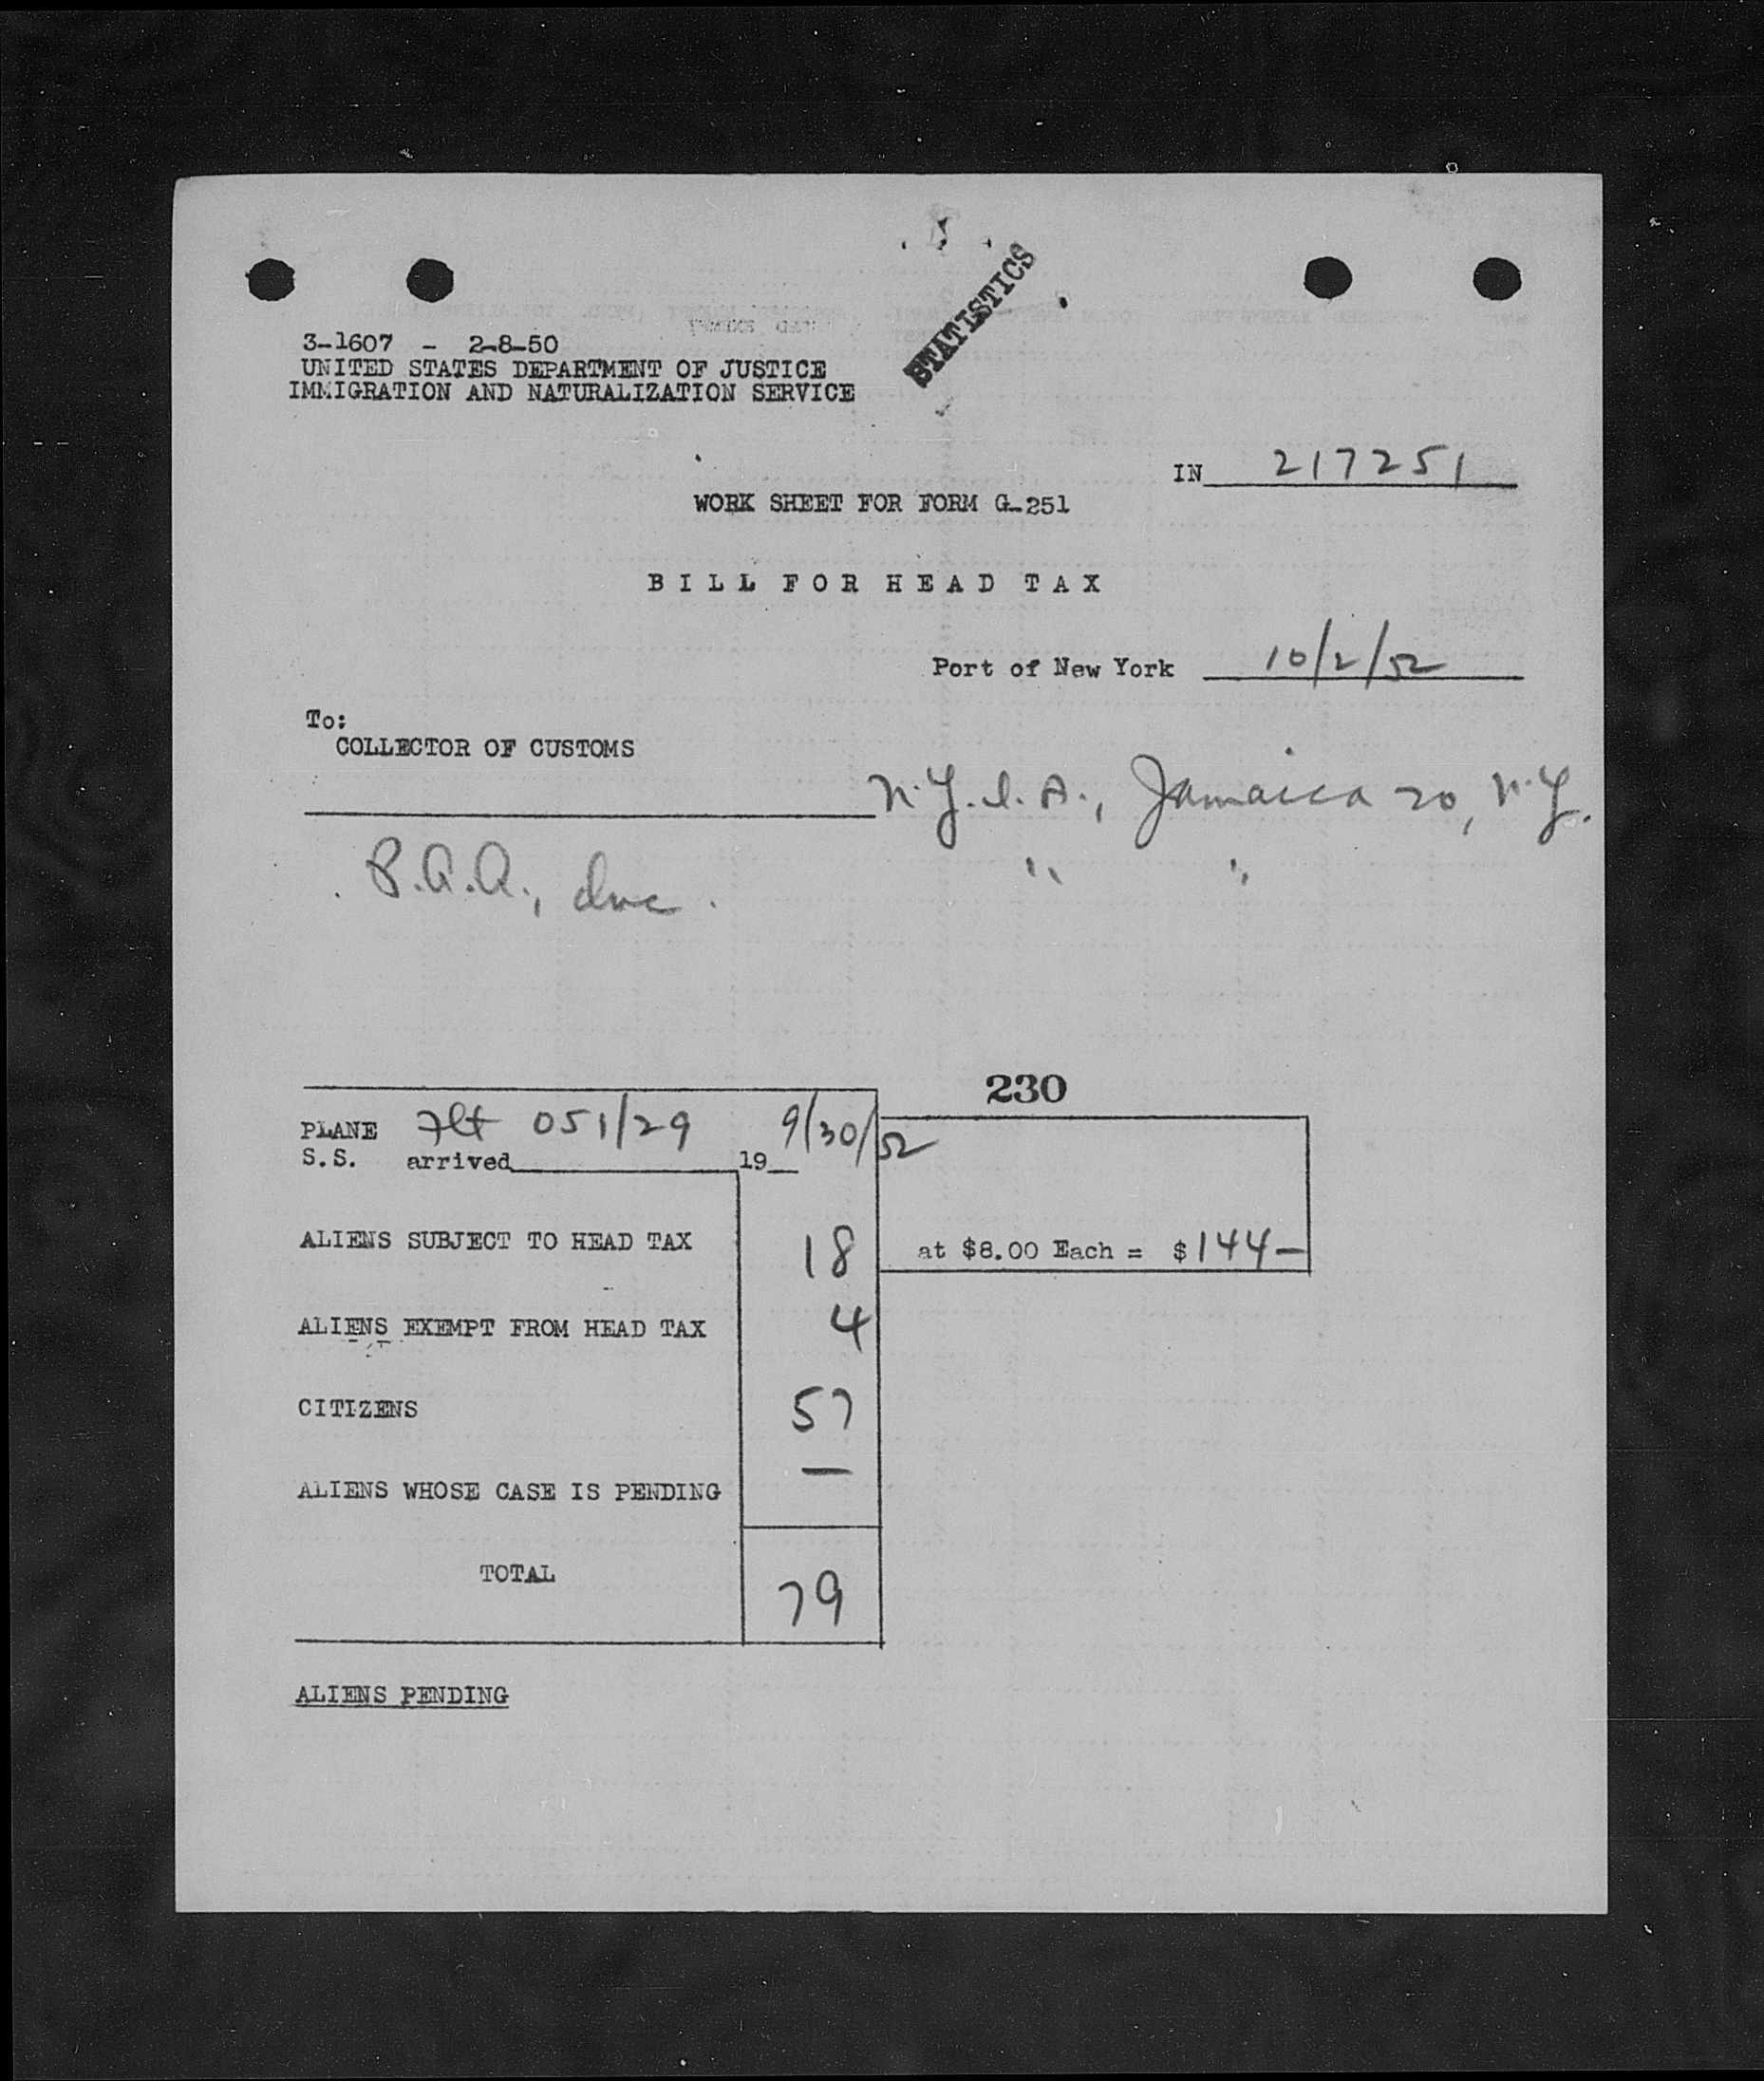 STATISTICS
3-1607 - 2-8-50
UNITED STATES DEPARTMENT OF JUSTICE
IMMIGRATION AND NATURALIZATION SERVICE
IN 217251
WORK SHEET FOR FORM G-251
BILL FOR HEAD TAX
Port of New York 10/2/52
To:
COLLECTOR OF CUSTOMS
N.Y.I.A., Jamaica 20, N.Y.
P.A.A., Inc. " "
230
PLANE Flt 051/29 9/30/52
S.S. arrived 19
ALIENS SUBJECT TO HEAD TAX 18 at $8.00 Each = $144—
ALIENS EXEMPT FROM HEAD TAX 4
CITIZENS 57
ALIENS WHOSE CASE IS PENDING —
TOTAL 79
ALIENS PENDING